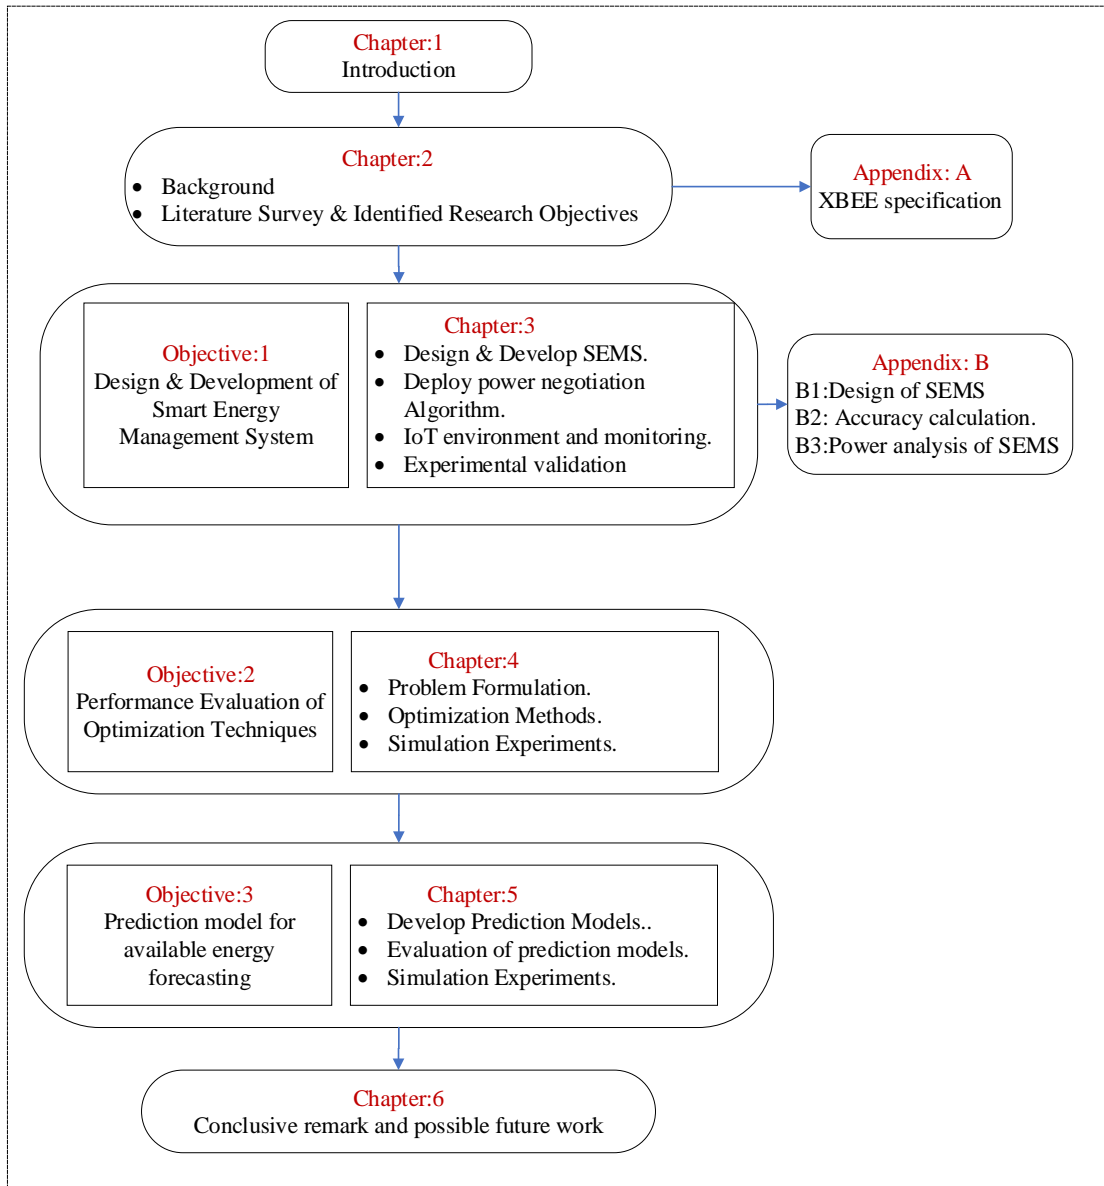 Chapter:1
Introduction
Chapter:2
• Background
• Literature Survey & Identified Research Objectives
Appendix: A
XBEE specification
Objective:1
Design & Development of
Smart Energy
Management System
Chapter:3
• Design & Develop SEMS.
• Deploy power negotiation
Algorithm.
• IoT environment and monitoring.
• Experimental validation
Appendix: B
B1:Design of SEMS
B2: Accuracy calculation.
B3:Power analysis of SEMS
Objective:2
Performance Evaluation of
Optimization Techniques
Chapter:4
• Problem Formulation.
• Optimization Methods.
• Simulation Experiments.
Objective:3
Prediction model for
available energy
forecasting
Chapter:5
• Develop Prediction Models..
• Evaluation of prediction models.
• Simulation Experiments.
Chapter:6
Conclusive remark and possible future work